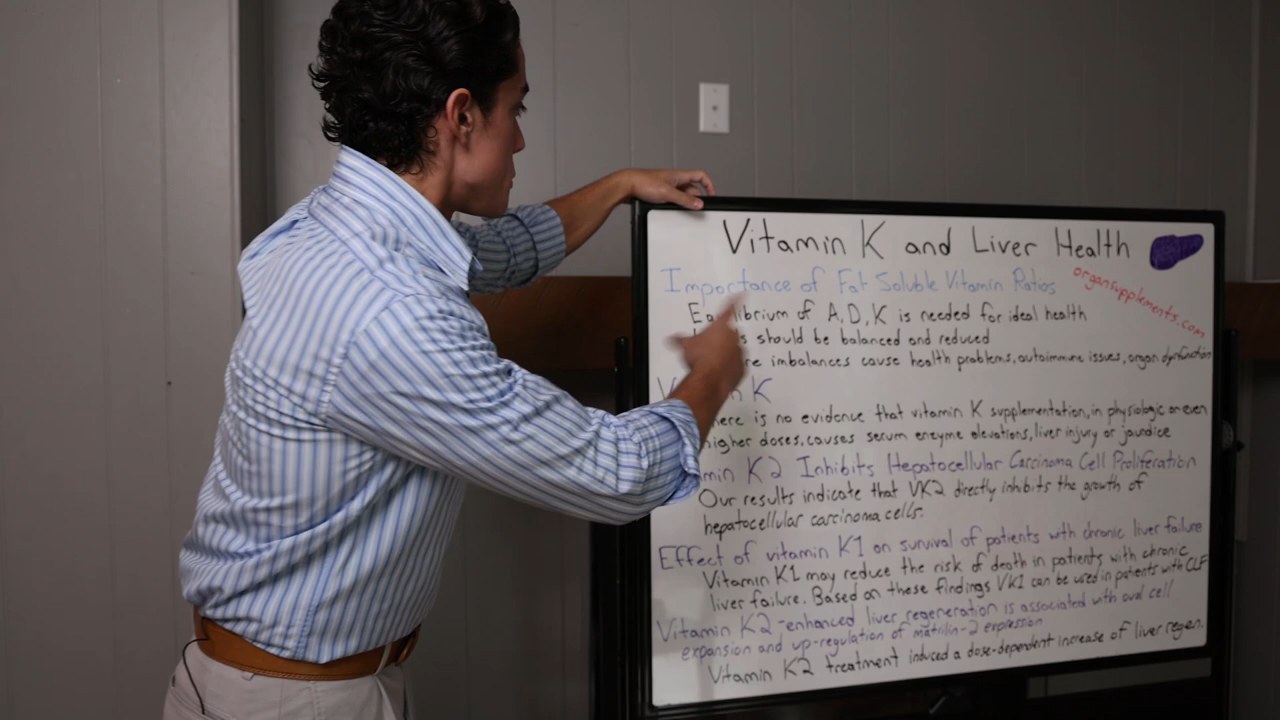 Vitamin K and Liver Health
organsupplements.com
Importance of Fat Soluble Vitamin Ratios
Equilibrium of A, D, K is needed for ideal health
should be balanced and reduced
imbalances cause health problems, autoimmune issues, organ dysfunction
K
here is no evidence that vitamin K supplementation, in physiologic or even
higher doses, causes serum enzyme elevations, liver injury or jaundice
min K2 Inhibits Hepatocellular Carcinoma Cell Proliferation
Our results indicate that VK2 directly inhibits the growth of
hepatocellular carcinoma cells.
Effect of vitamin K1 on survival of patients with chronic liver failure
Vitamin K1 may reduce the risk of death in patients with chronic
liver failure. Based on these findings VK1 can be used in patents with CLF
Vitamin K2-enhanced liver regeneration is associated with oval cell
expansion and up-regulation of matrilin-2 expression
Vitamin K2 treatment induced a dose-dependent increase of liver regen.